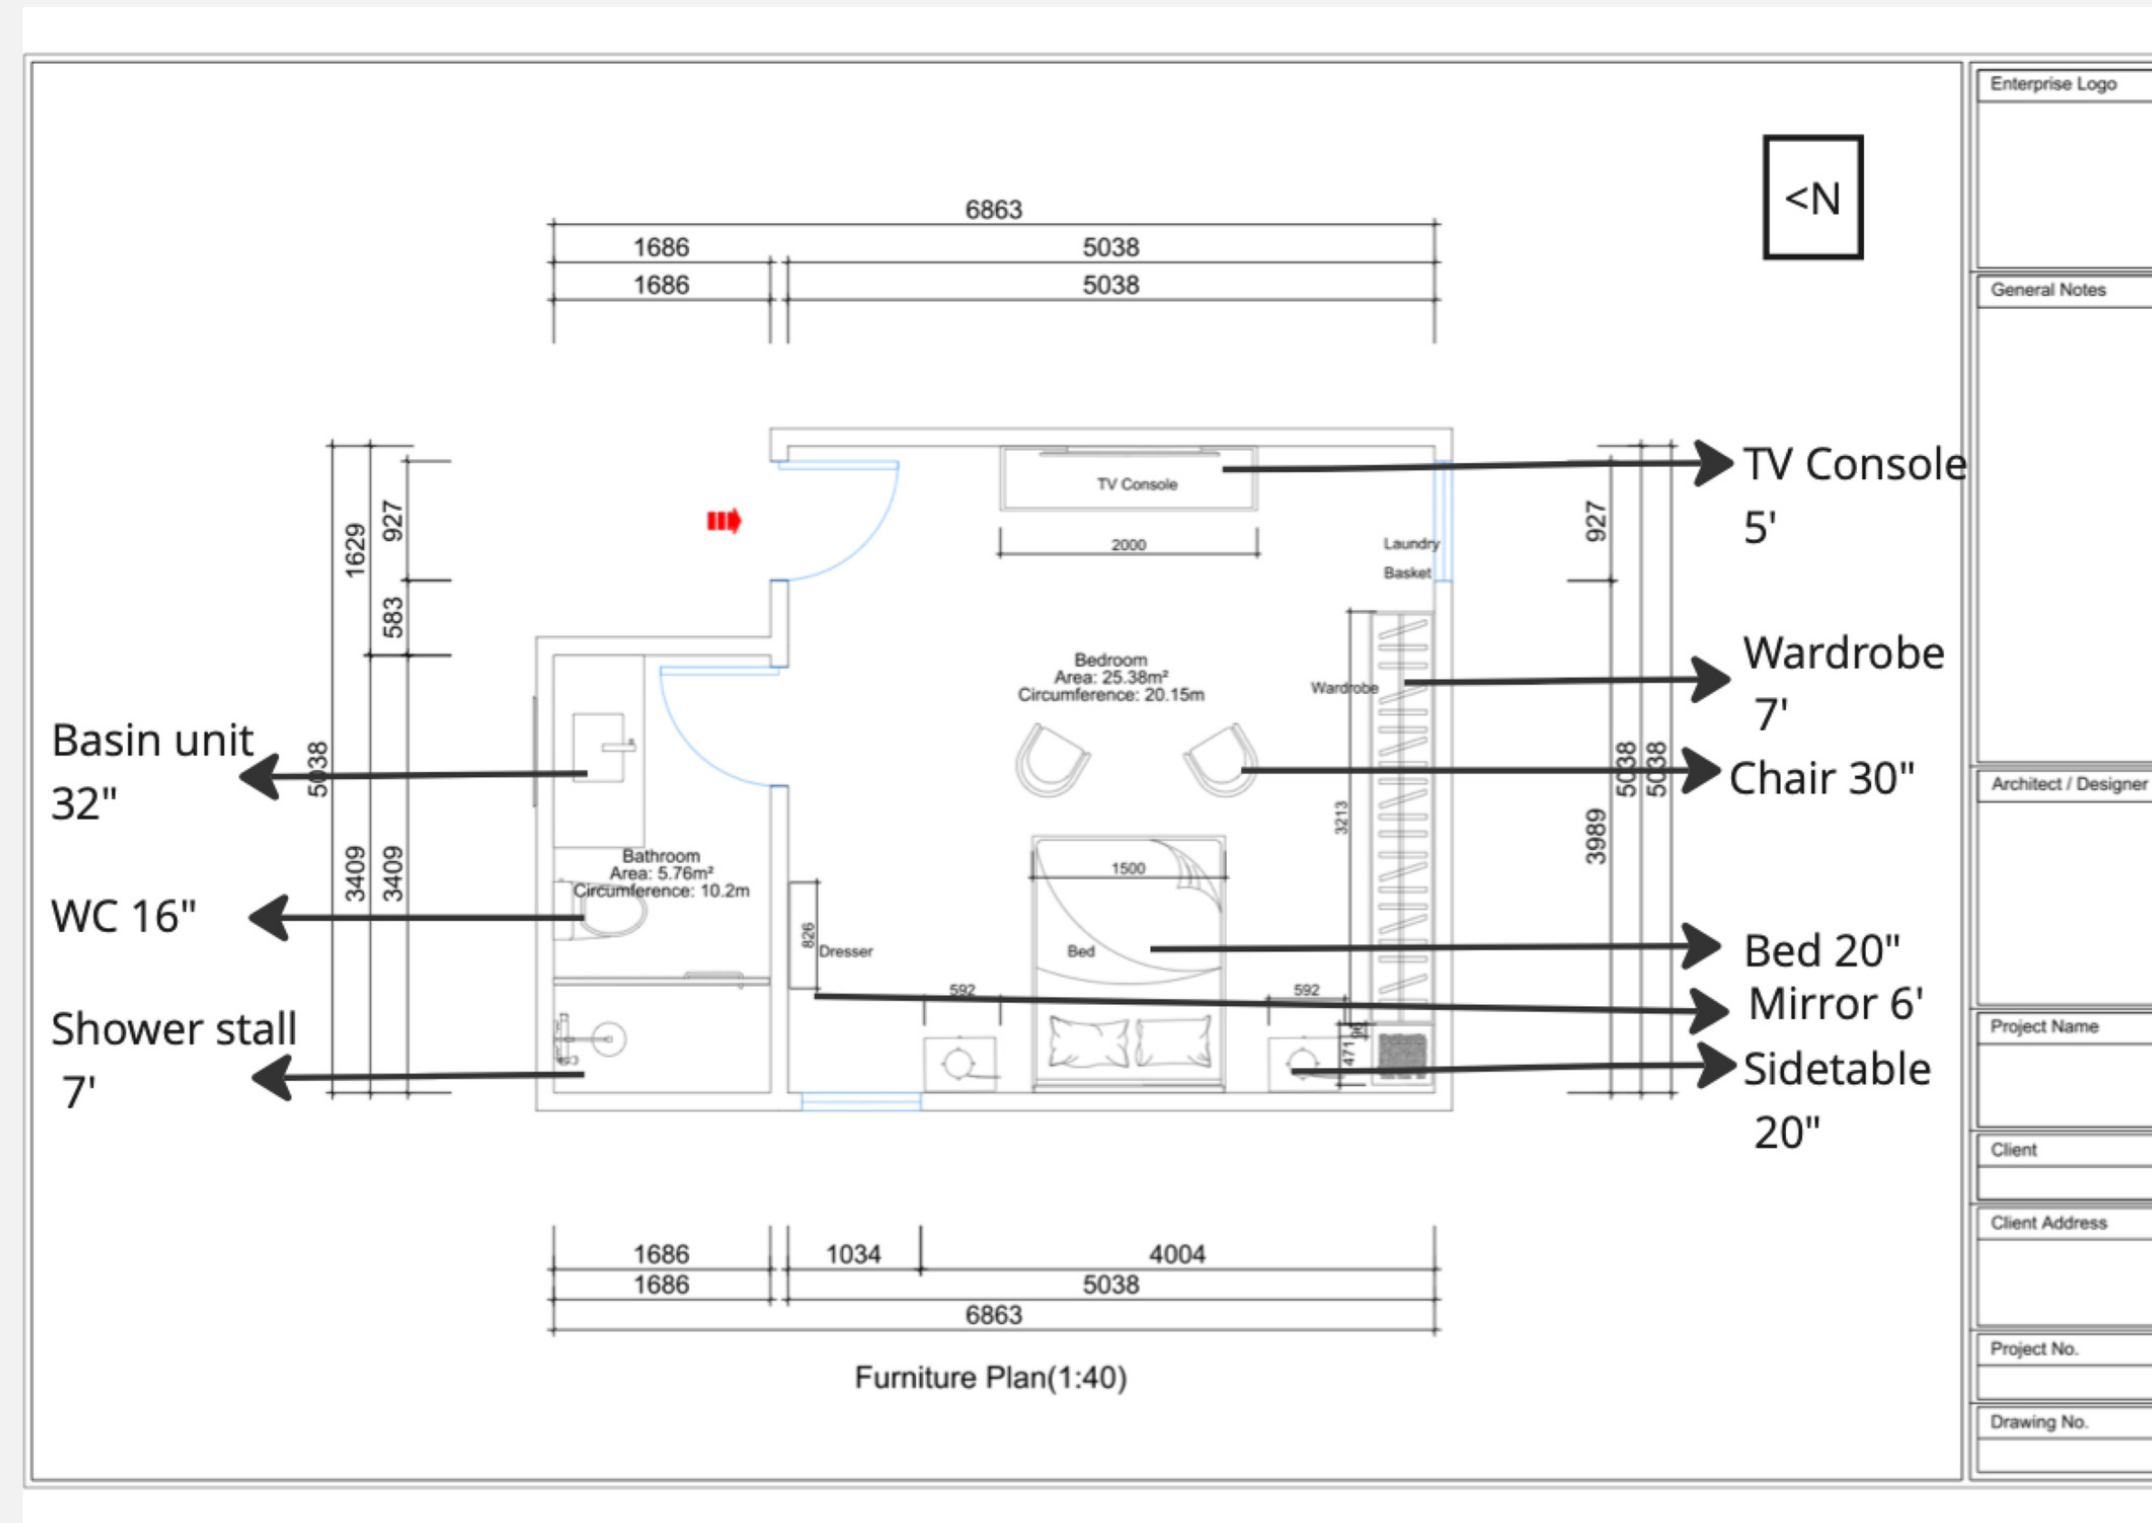 Enterprise Logo
<N
6863
1686
5038
1686
5038
General Notes
TV Console
5'
TV Console
2000
927
1629
583
927
Laundry
Basket
Wardrobe
7'
Bedroom
Area: 25.38m²
Circumference: 20.15m
Wardrobe
Basin unit
32"
5038
5038
5038
Chair 30"
Architect / Designer
3213
3989
3409
3409
Bathroom
Area: 5.76m²
Circumference: 10.2m
1500
WC 16"
826
Dresser
Bed
Bed 20"
592
592
Mirror 6'
Shower stall
7'
471
Sidetable
20"
Project Name
Client
Client Address
1686
1034
4004
1686
5038
6863
Project No.
Furniture Plan(1:40)
Drawing No.